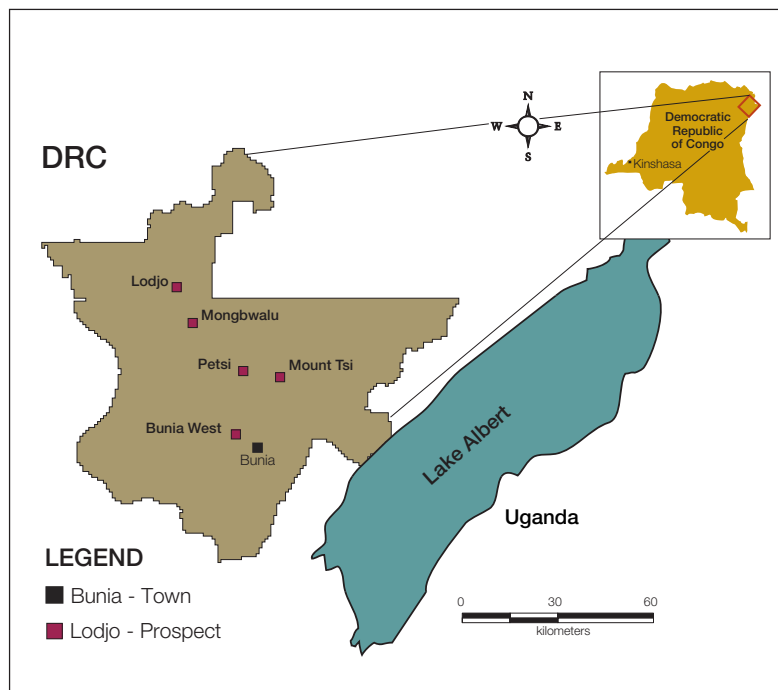 N
W E
S
Democratic
Republic
of Congo
Kinshasa
DRC
Lodjo
Mongbwalu
Petsi
Mount Tsi
Bunia West
Bunia
Lake Albert
Uganda
LEGEND
Bunia - Town
Lodjo - Prospect
0 30 60
kilometers